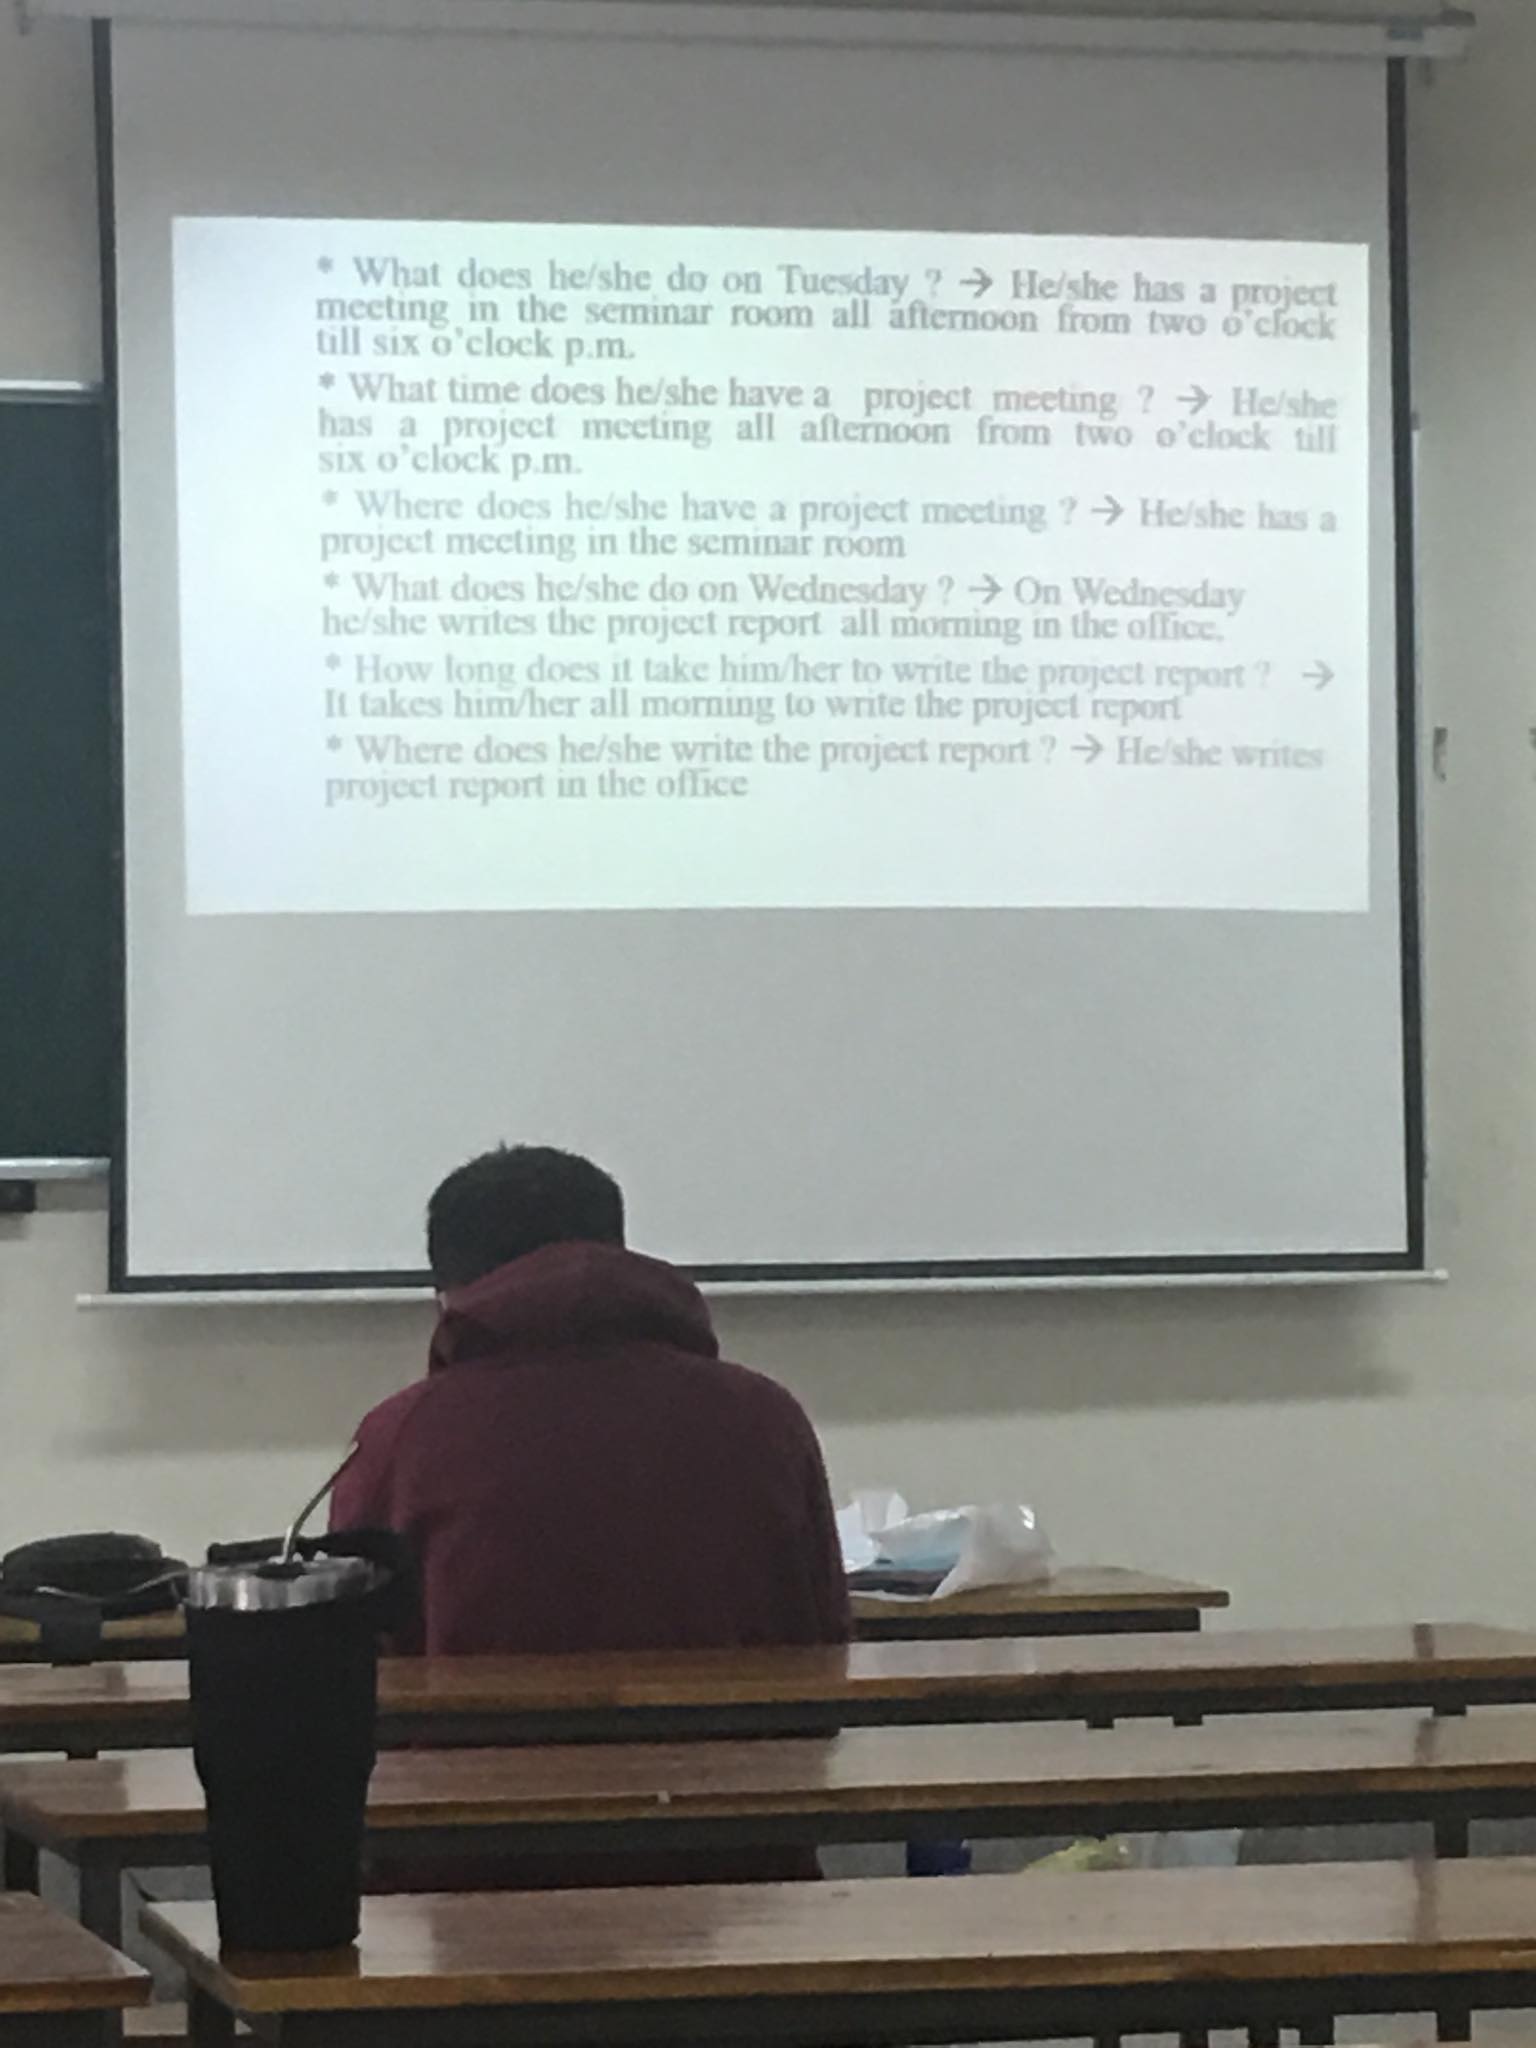 * What does he/she do on Tuesday ? → He/she has a project
meeting in the seminar room all afternoon from two o'clock
till six o'clock p.m.
* What time does he/she have a project meeting ? → He/she
has a project meeting all afternoon from two o'clock till
six o'clock p.m.
* Where does he/she have a project meeting ? → He/she has a
project meeting in the seminar room
* What does he/she do on Wednesday ? → On Wednesday
he/she writes the project report all morning in the office.
* How long does it take him/her to write the project report ? →
It takes him/her all morning to write the project report
* Where does he/she write the project report ? → He/she writes
project report in the office